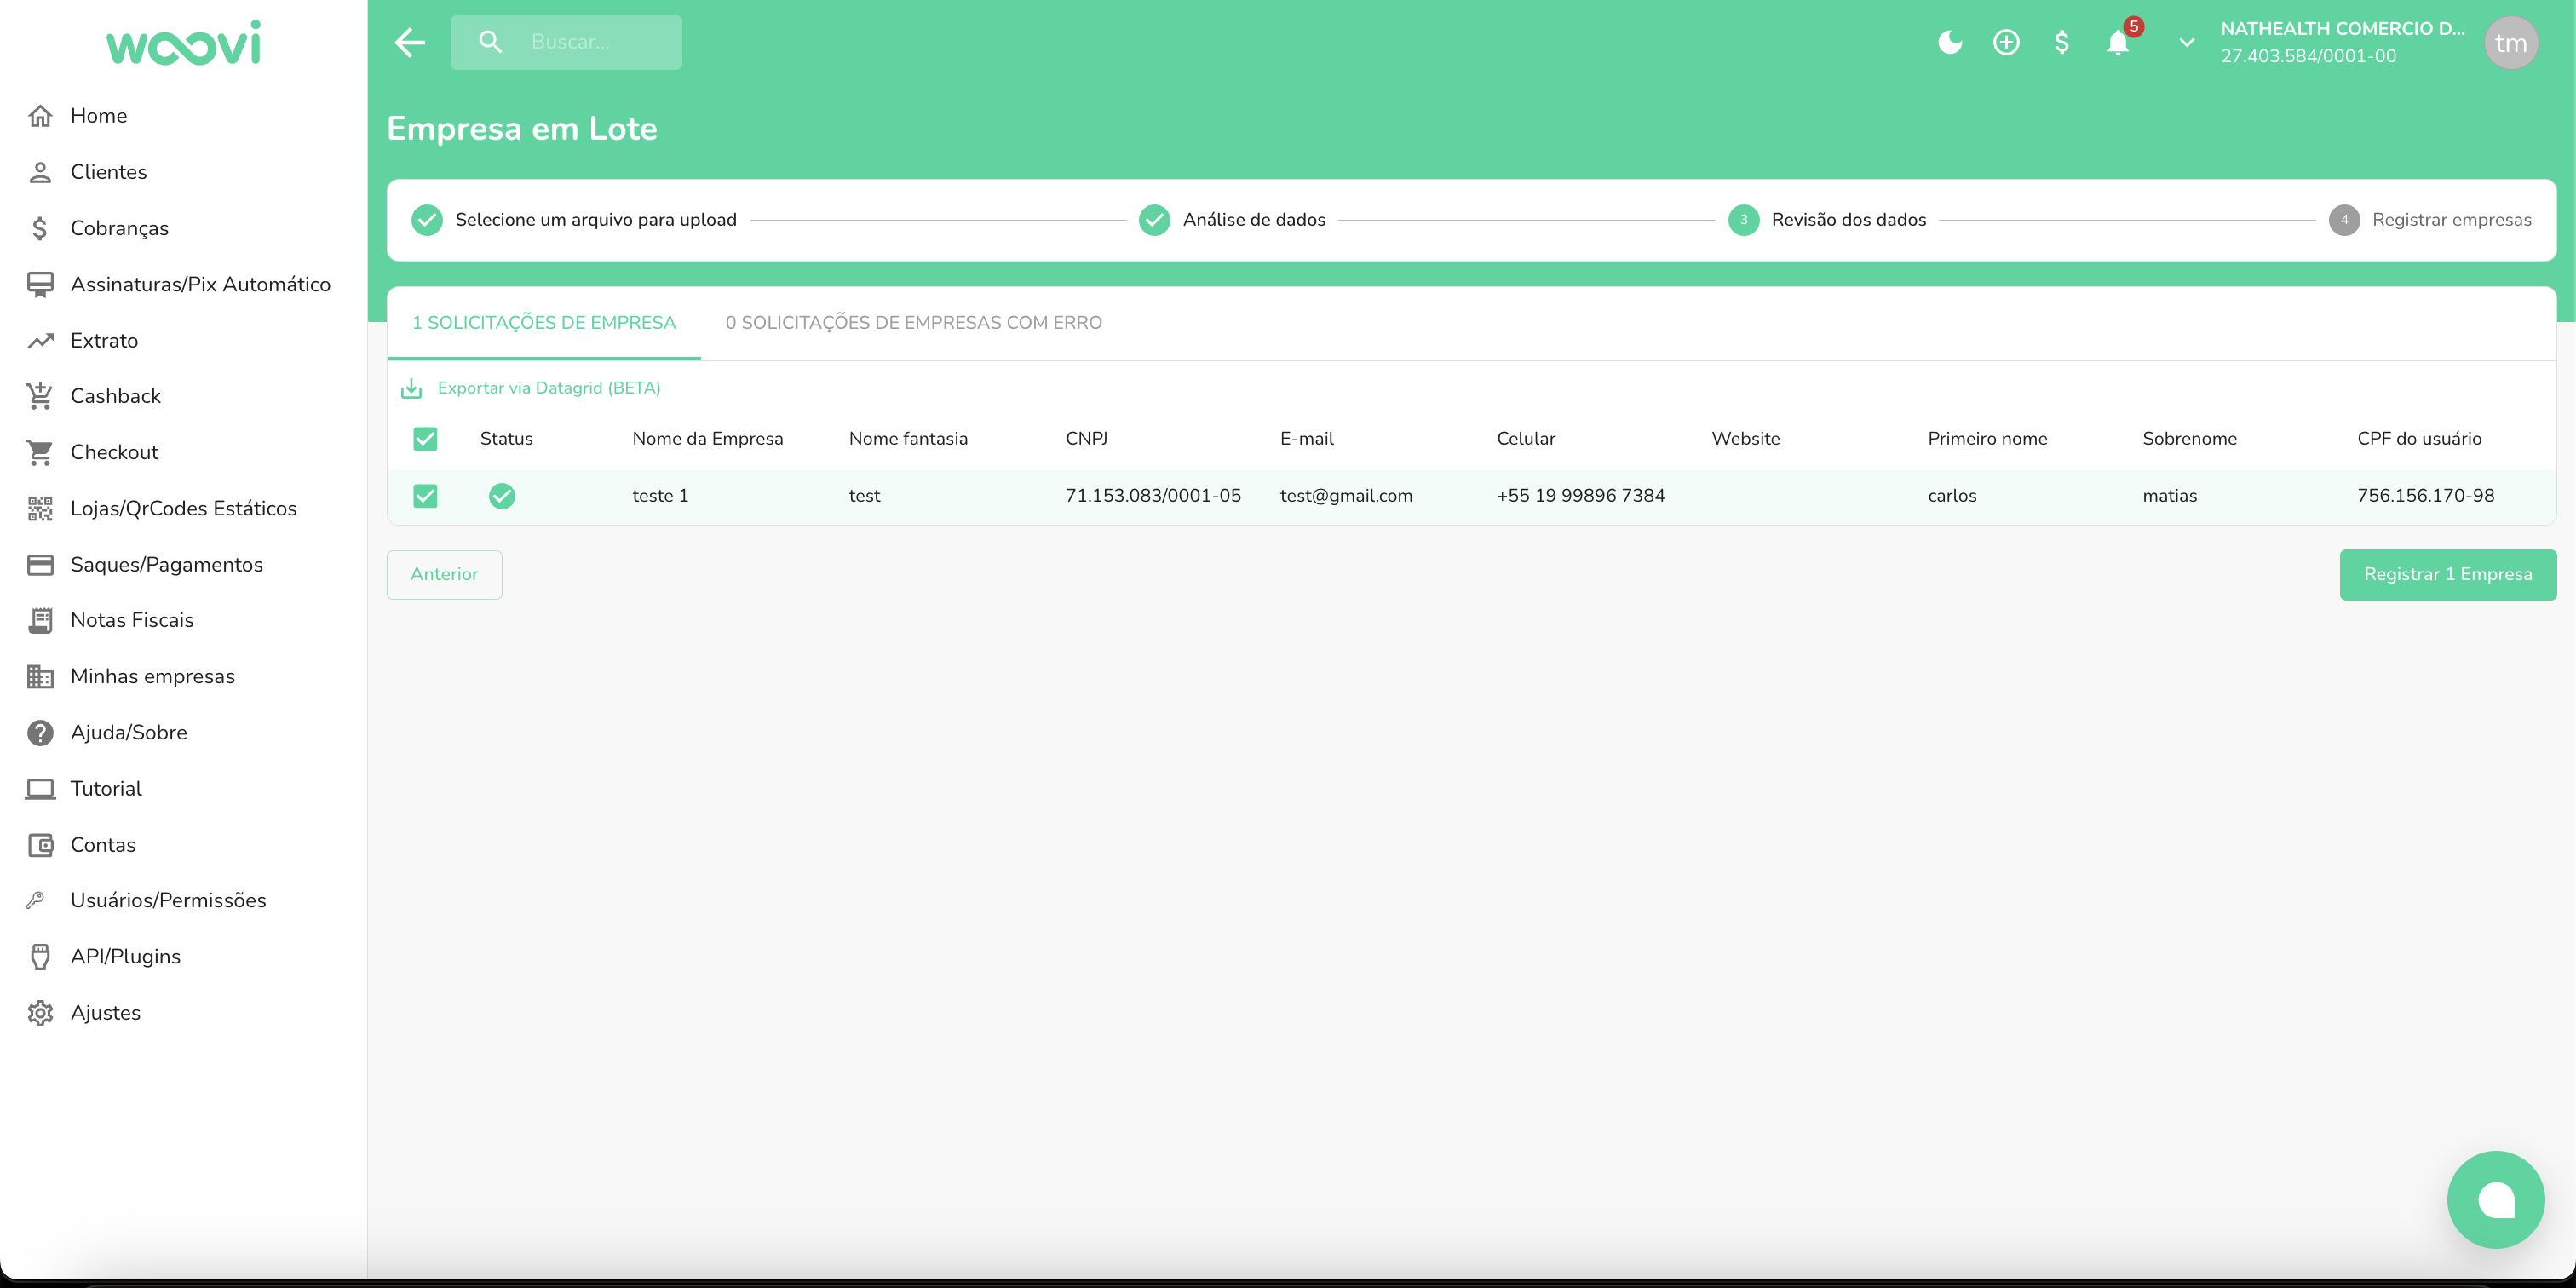 woovi
Home
Clientes
Cobranças
Assinaturas/Pix Automático
Extrato
Cashback
Checkout
Lojas/QrCodes Estáticos
Saques/Pagamentos
Notas Fiscais
Minhas empresas
Ajuda/Sobre
Tutorial
Contas
Usuários/Permissões
API/Plugins
Ajustes
Buscar...
5
NATHEALTH COMERCIO D...
27.403.584/0001-00
tm
Empresa em Lote
Selecione um arquivo para upload
Análise de dados
3 Revisão dos dados
4 Registrar empresas
1 SOLICITAÇÕES DE EMPRESA
0 SOLICITAÇÕES DE EMPRESAS COM ERRO
Exportar via Datagrid (BETA)
Status Nome da Empresa Nome fantasia CNPJ E-mail Celular Website Primeiro nome Sobrenome CPF do usuário
teste 1 test 71.153.083/0001-05 test@gmail.com +55 19 99896 7384 carlos matias 756.156.170-98
Anterior
Registrar 1 Empresa